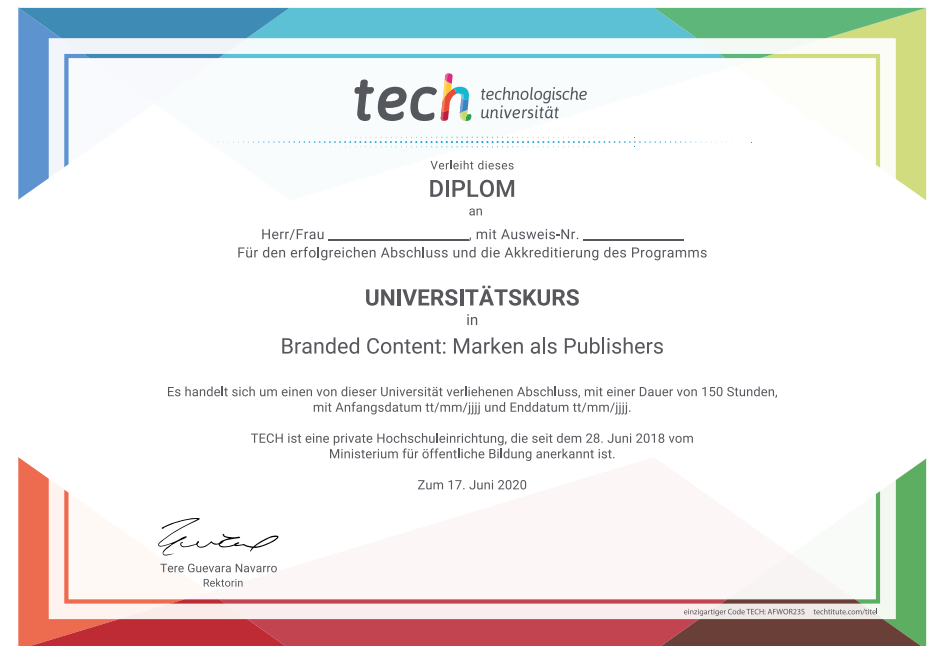 tech technologische
universität
Verleiht dieses
DIPLOM
an
Herr/Frau ____________________, mit Ausweis-Nr. ______________
Für den erfolgreichen Abschluss und die Akkreditierung des Programms
UNIVERSITÄTSKURS
in
Branded Content: Marken als Publishers
Es handelt sich um einen von dieser Universität verliehenen Abschluss, mit einer Dauer von 150 Stunden,
mit Anfangsdatum tt/mm/jjjj und Enddatum tt/mm/jjjj.
TECH ist eine private Hochschuleinrichtung, die seit dem 28. Juni 2018 vom
Ministerium für öffentliche Bildung anerkannt ist.
Zum 17. Juni 2020
Tere Guevara Navarro
Rektorin
einzigartiger Code TECH: AFWOR23S techtitute.com/titel